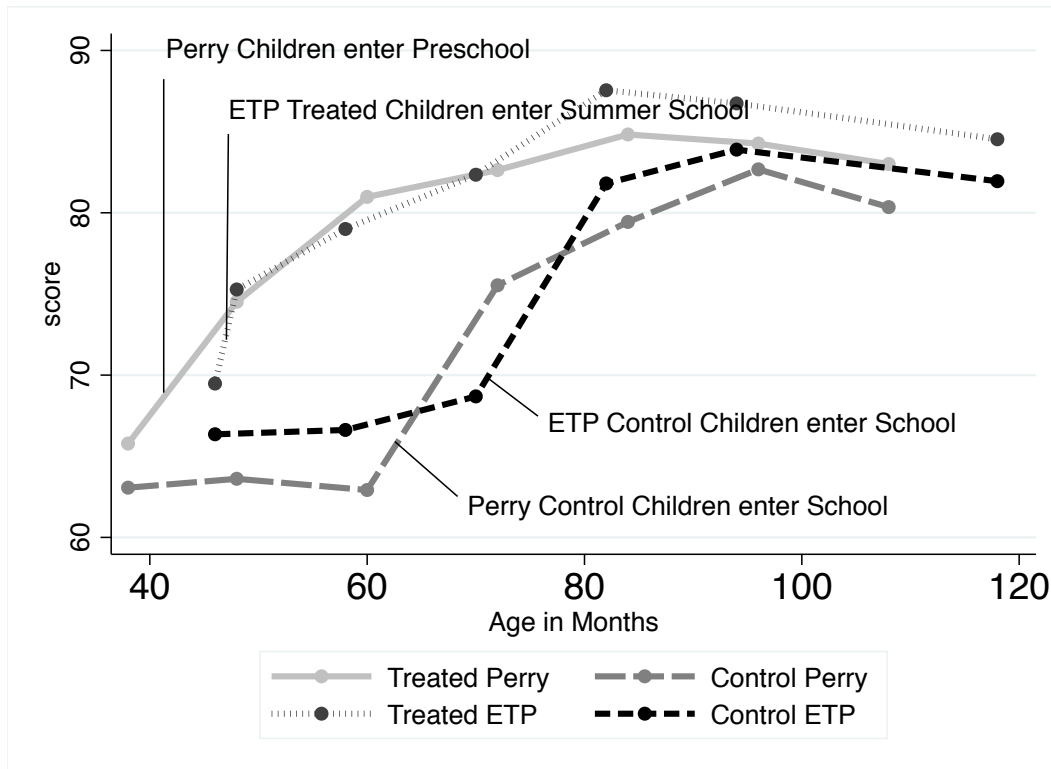 90
Perry Children enter Preschool
ETP Treated Children enter Summer School
80
score
70
ETP Control Children enter School
Perry Control Children enter School
60
40 60 80 100 120
Age in Months
Treated Perry Control Perry
Treated ETP Control ETP